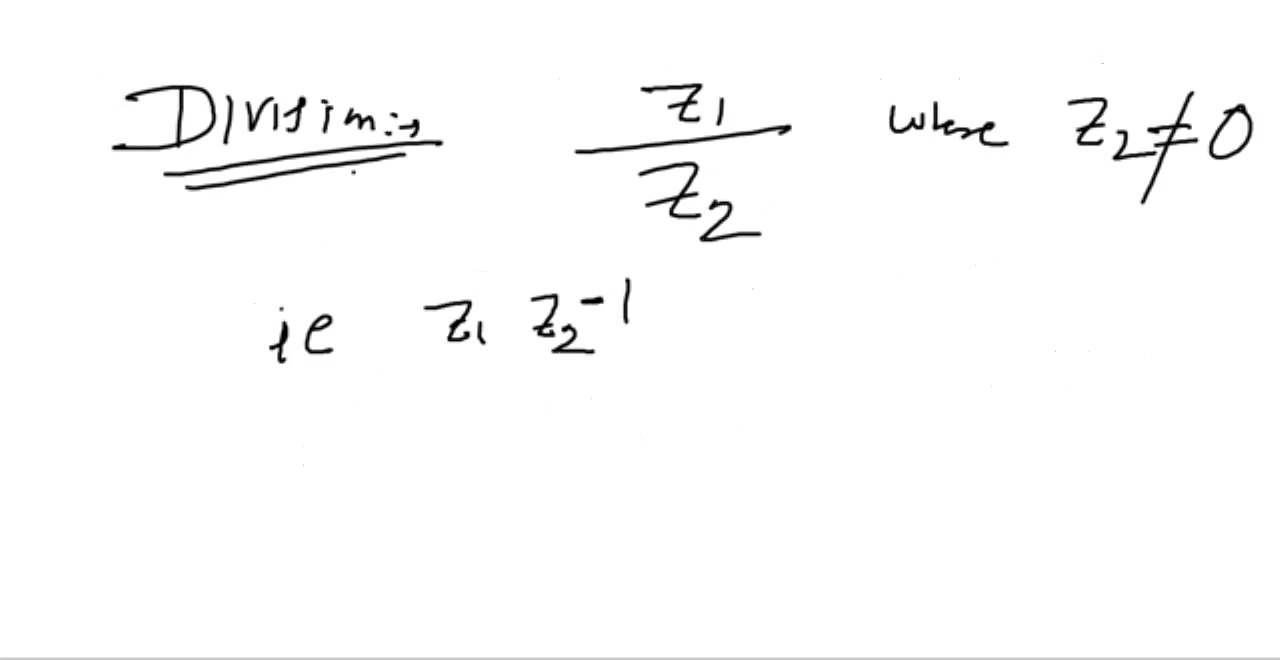 Division:→ z₁/z₂ where z₂≠0
ie z₁ z₂⁻¹